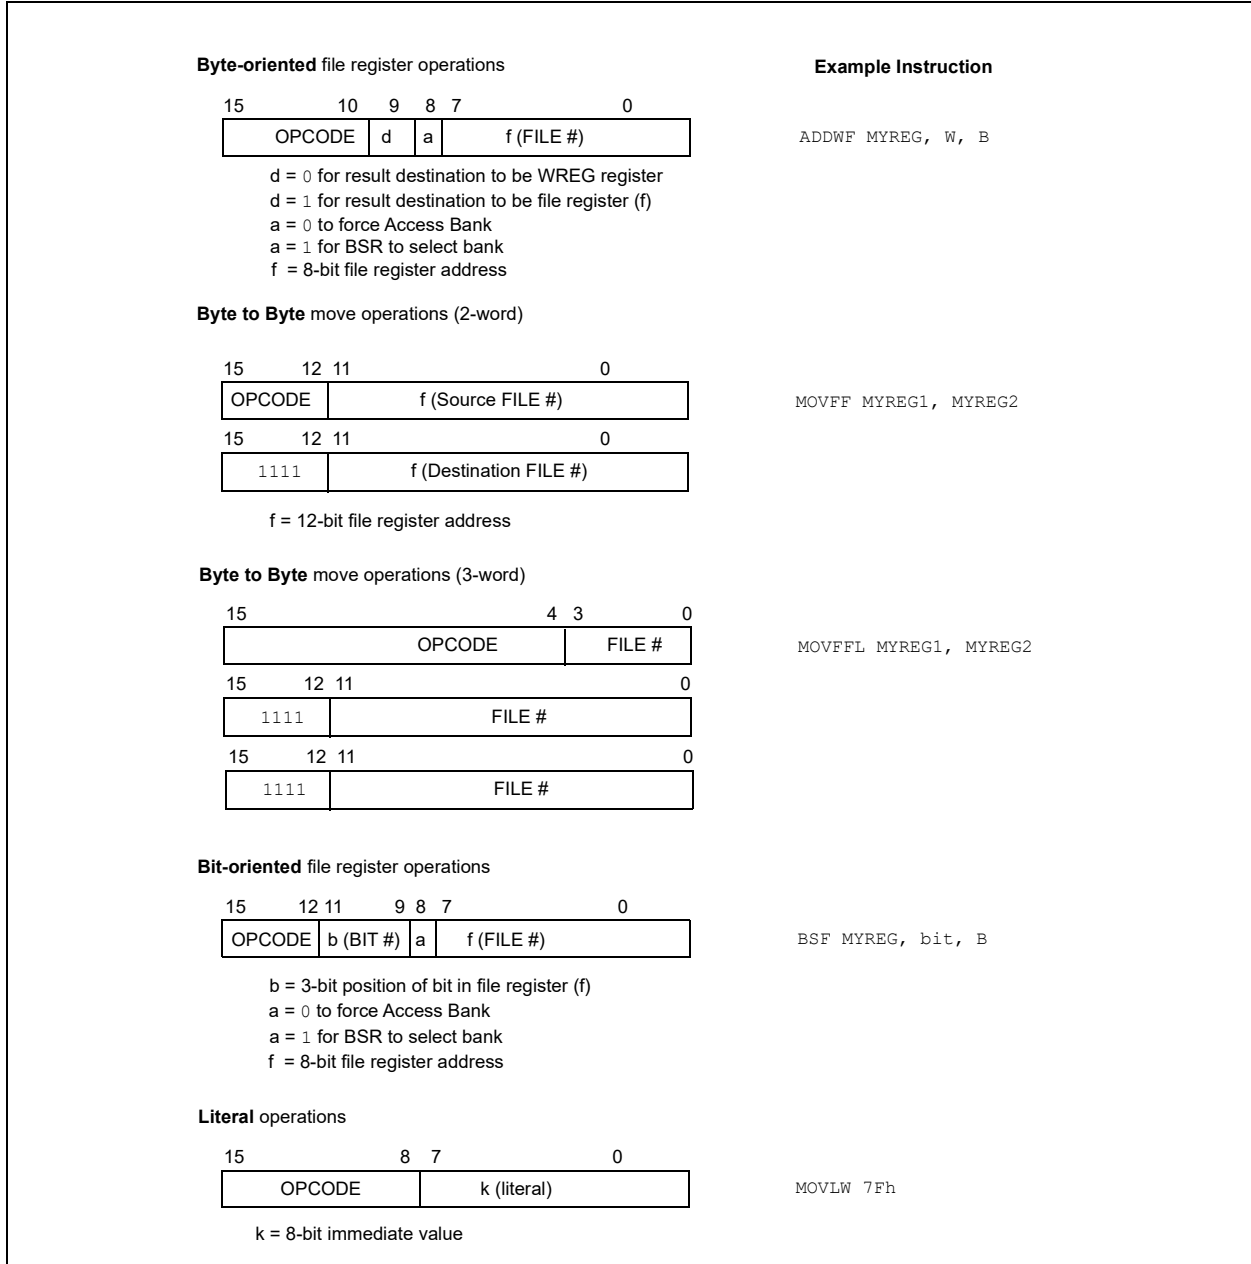 Byte-oriented file register operations
Example Instruction
15 10 9 8 7 0
OPCODE d a f (FILE #)
ADDWF MYREG, W, B
d = 0 for result destination to be WREG register
d = 1 for result destination to be file register (f)
a = 0 to force Access Bank
a = 1 for BSR to select bank
f = 8-bit file register address
Byte to Byte move operations (2-word)
15 12 11 0
OPCODE f (Source FILE #)
MOVFF MYREG1, MYREG2
15 12 11 0
1111 f (Destination FILE #)
f = 12-bit file register address
Byte to Byte move operations (3-word)
15 4 3 0
OPCODE FILE #
MOVFFL MYREG1, MYREG2
15 12 11 0
1111 FILE #
15 12 11 0
1111 FILE #
Bit-oriented file register operations
15 12 11 9 8 7 0
OPCODE b (BIT #) a f (FILE #)
BSF MYREG, bit, B
b = 3-bit position of bit in file register (f)
a = 0 to force Access Bank
a = 1 for BSR to select bank
f = 8-bit file register address
Literal operations
15 8 7 0
OPCODE k (literal)
MOVLW 7Fh
k = 8-bit immediate value